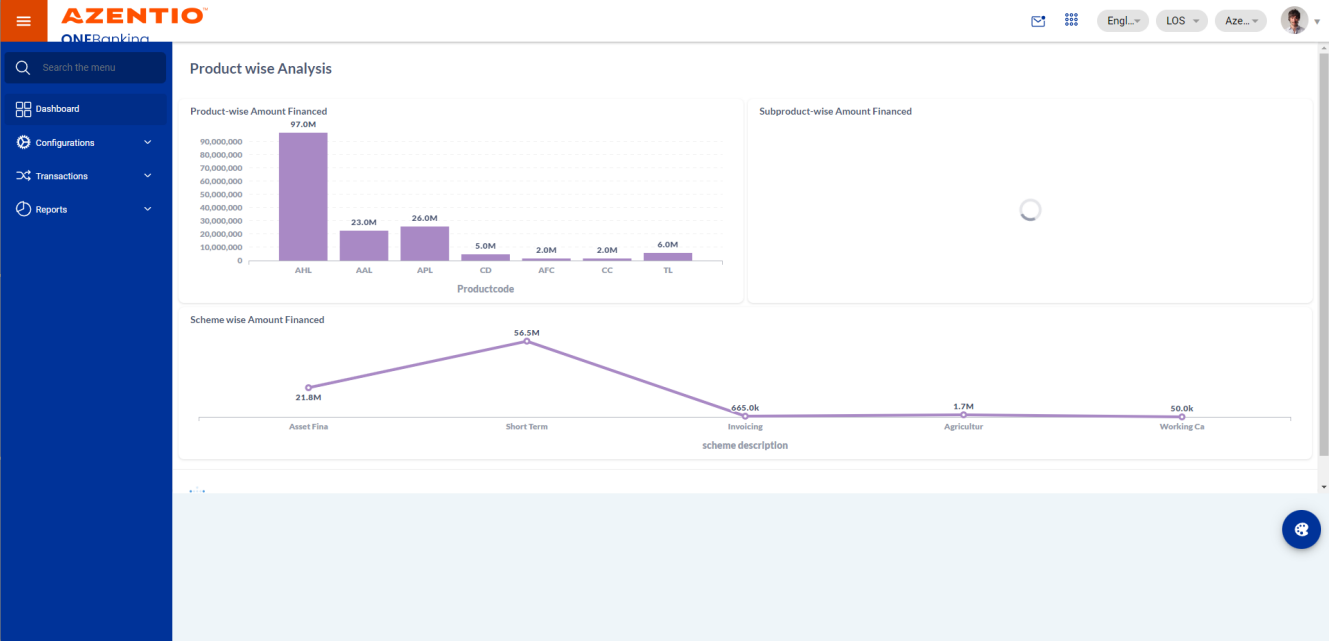 AZENTIO™
ONEBanking
Engl...
LOS
Aze...
Search the menu
Dashboard
Configurations
Transactions
Reports
Product wise Analysis
Product-wise Amount Financed
97.0M
90,000,000
80,000,000
70,000,000
60,000,000
50,000,000
40,000,000
30,000,000
20,000,000
10,000,000
0
23.0M
26.0M
5.0M
2.0M
2.0M
6.0M
AHL
AAL
APL
CD
AFC
CC
TL
Productcode
Subproduct-wise Amount Financed
Scheme wise Amount Financed
56.5M
21.8M
665.0k
1.7M
50.0k
Asset Fina
Short Term
Invoicing
Agricultur
Working Ca
scheme description